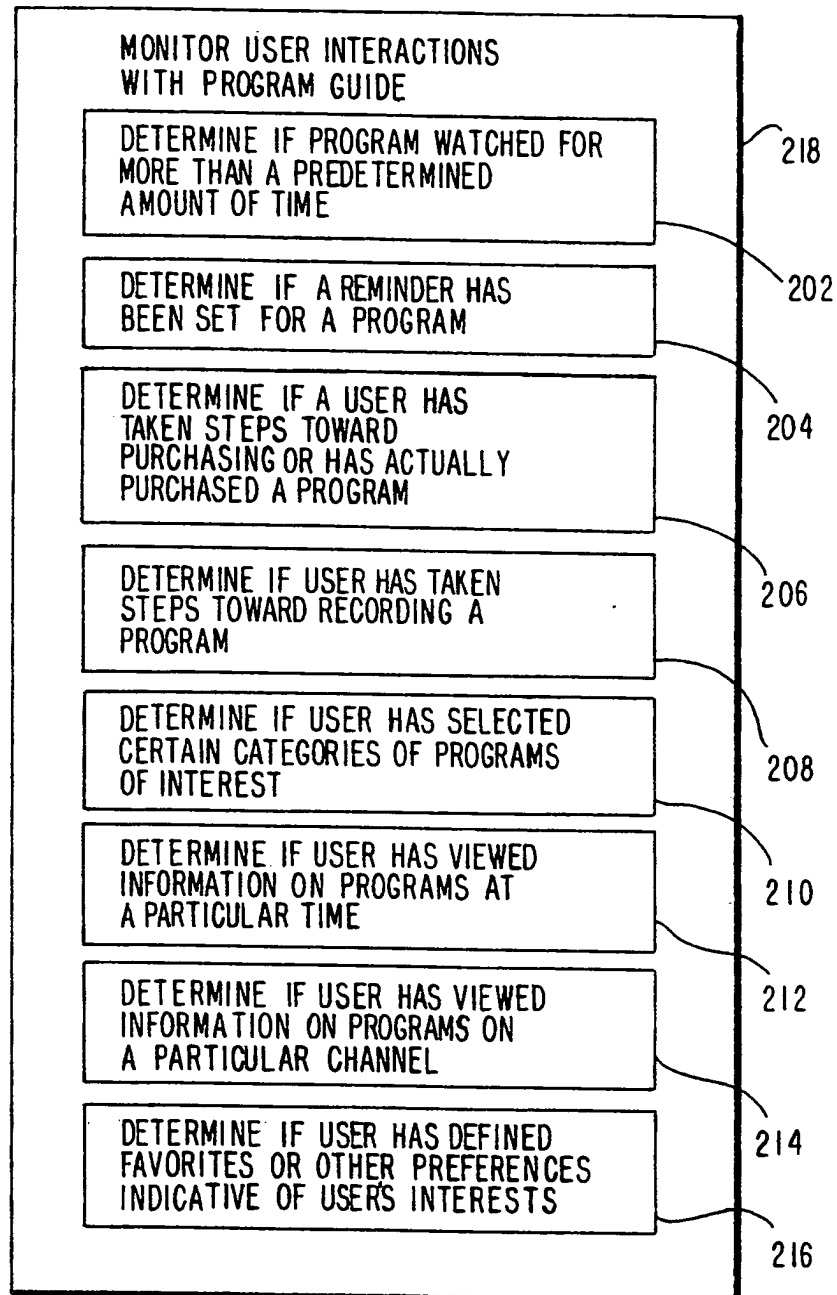 MONITOR USER INTERACTIONS
WITH PROGRAM GUIDE
218
DETERMINE IF PROGRAM WATCHED FOR
MORE THAN A PREDETERMINED
AMOUNT OF TIME
202
DETERMINE IF A REMINDER HAS
BEEN SET FOR A PROGRAM
204
DETERMINE IF A USER HAS
TAKEN STEPS TOWARD
PURCHASING OR HAS ACTUALLY
PURCHASED A PROGRAM
206
DETERMINE IF USER HAS TAKEN
STEPS TOWARD RECORDING A
PROGRAM
208
DETERMINE IF USER HAS SELECTED
CERTAIN CATEGORIES OF PROGRAMS
OF INTEREST
210
DETERMINE IF USER HAS VIEWED
INFORMATION ON PROGRAMS AT
A PARTICULAR TIME
212
DETERMINE IF USER HAS VIEWED
INFORMATION ON PROGRAMS ON
A PARTICULAR CHANNEL
214
DETERMINE IF USER HAS DEFINED
FAVORITES OR OTHER PREFERENCES
INDICATIVE OF USER'S INTERESTS
216